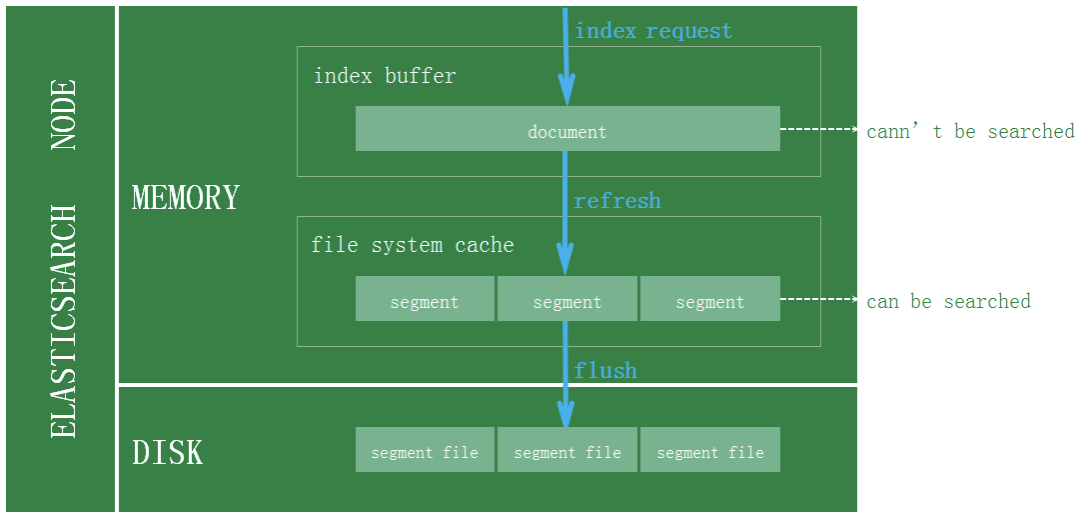 ELASTICSEARCH NODE
index request
index buffer
document
cann't be searched
MEMORY
refresh
file system cache
segment segment segment
can be searched
flush
DISK
segment file segment file segment file